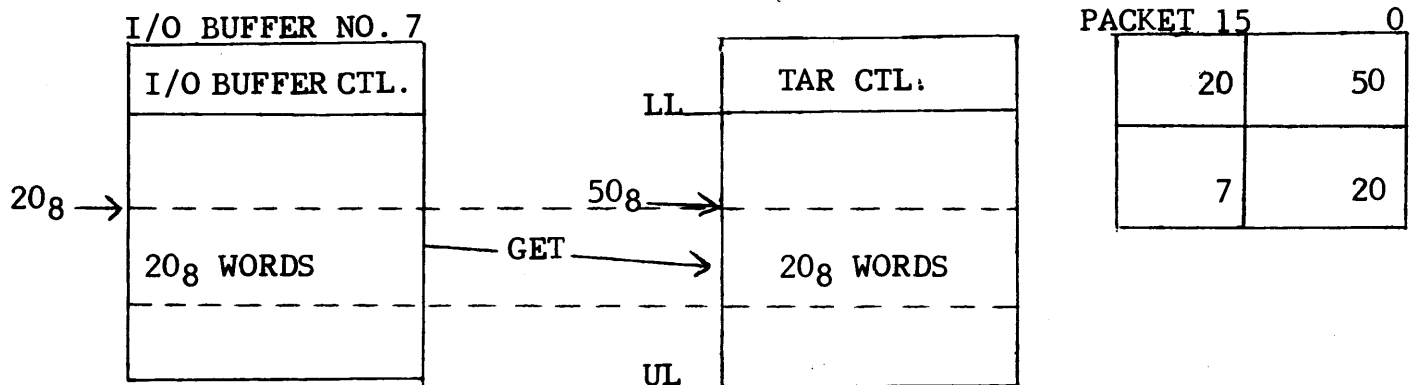 I/O BUFFER NO. 7
PACKET 15 0
I/O BUFFER CTL.
TAR CTL.
20 50
LL
7 20
20₈
50₈
GET
20₈ WORDS
20₈ WORDS
UL